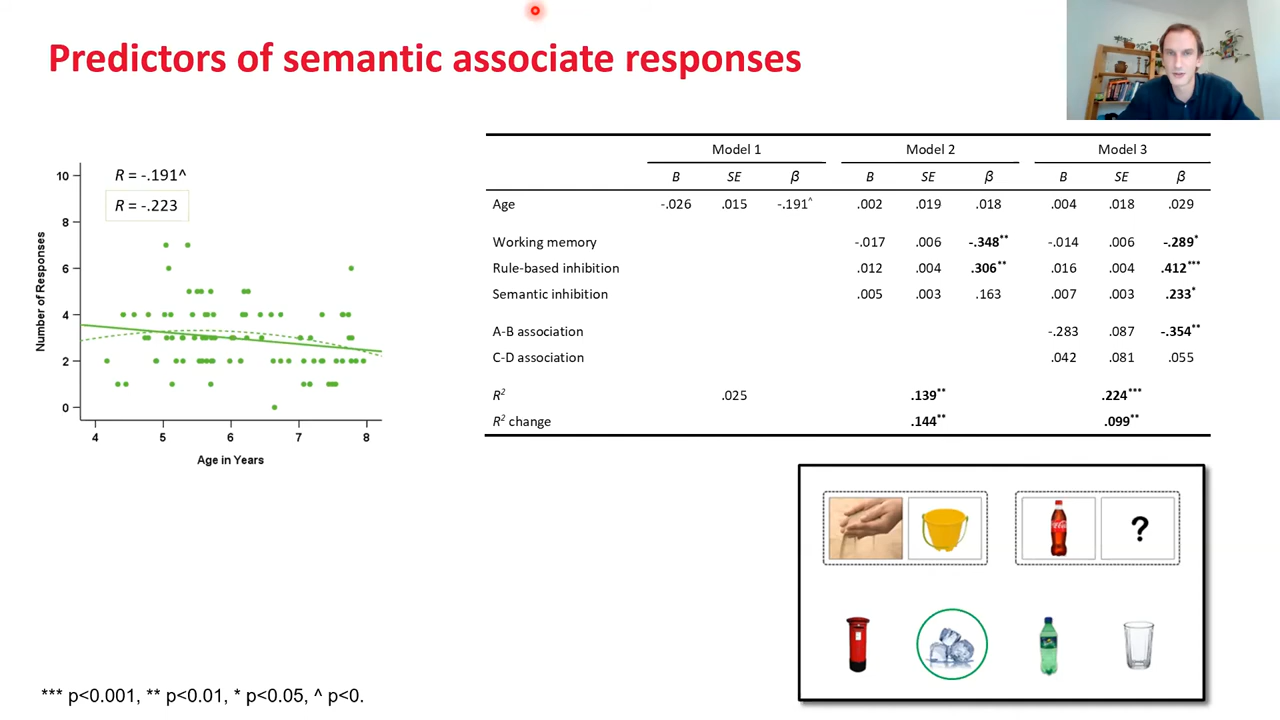 Predictors of semantic associate responses
R = -.191^
R = -.223
10
8
6
4
2
0
Number of Responses
4 5 6 7 8
Age in Years
Model 1 Model 2 Model 3
B SE β B SE β B SE β
Age -.026 .015 -.191^ .002 .019 .018 .004 .018 .029
Working memory -.017 .006 -.348** -.014 .006 -.289*
Rule-based inhibition .012 .004 .306** .016 .004 .412***
Semantic inhibition .005 .003 .163 .007 .003 .233*
A-B association -.283 .087 -.354**
C-D association .042 .081 .055
R² .025 .139** .224***
R² change .144** .099**
?
*** p<0.001, ** p<0.01, * p<0.05, ^ p<0.